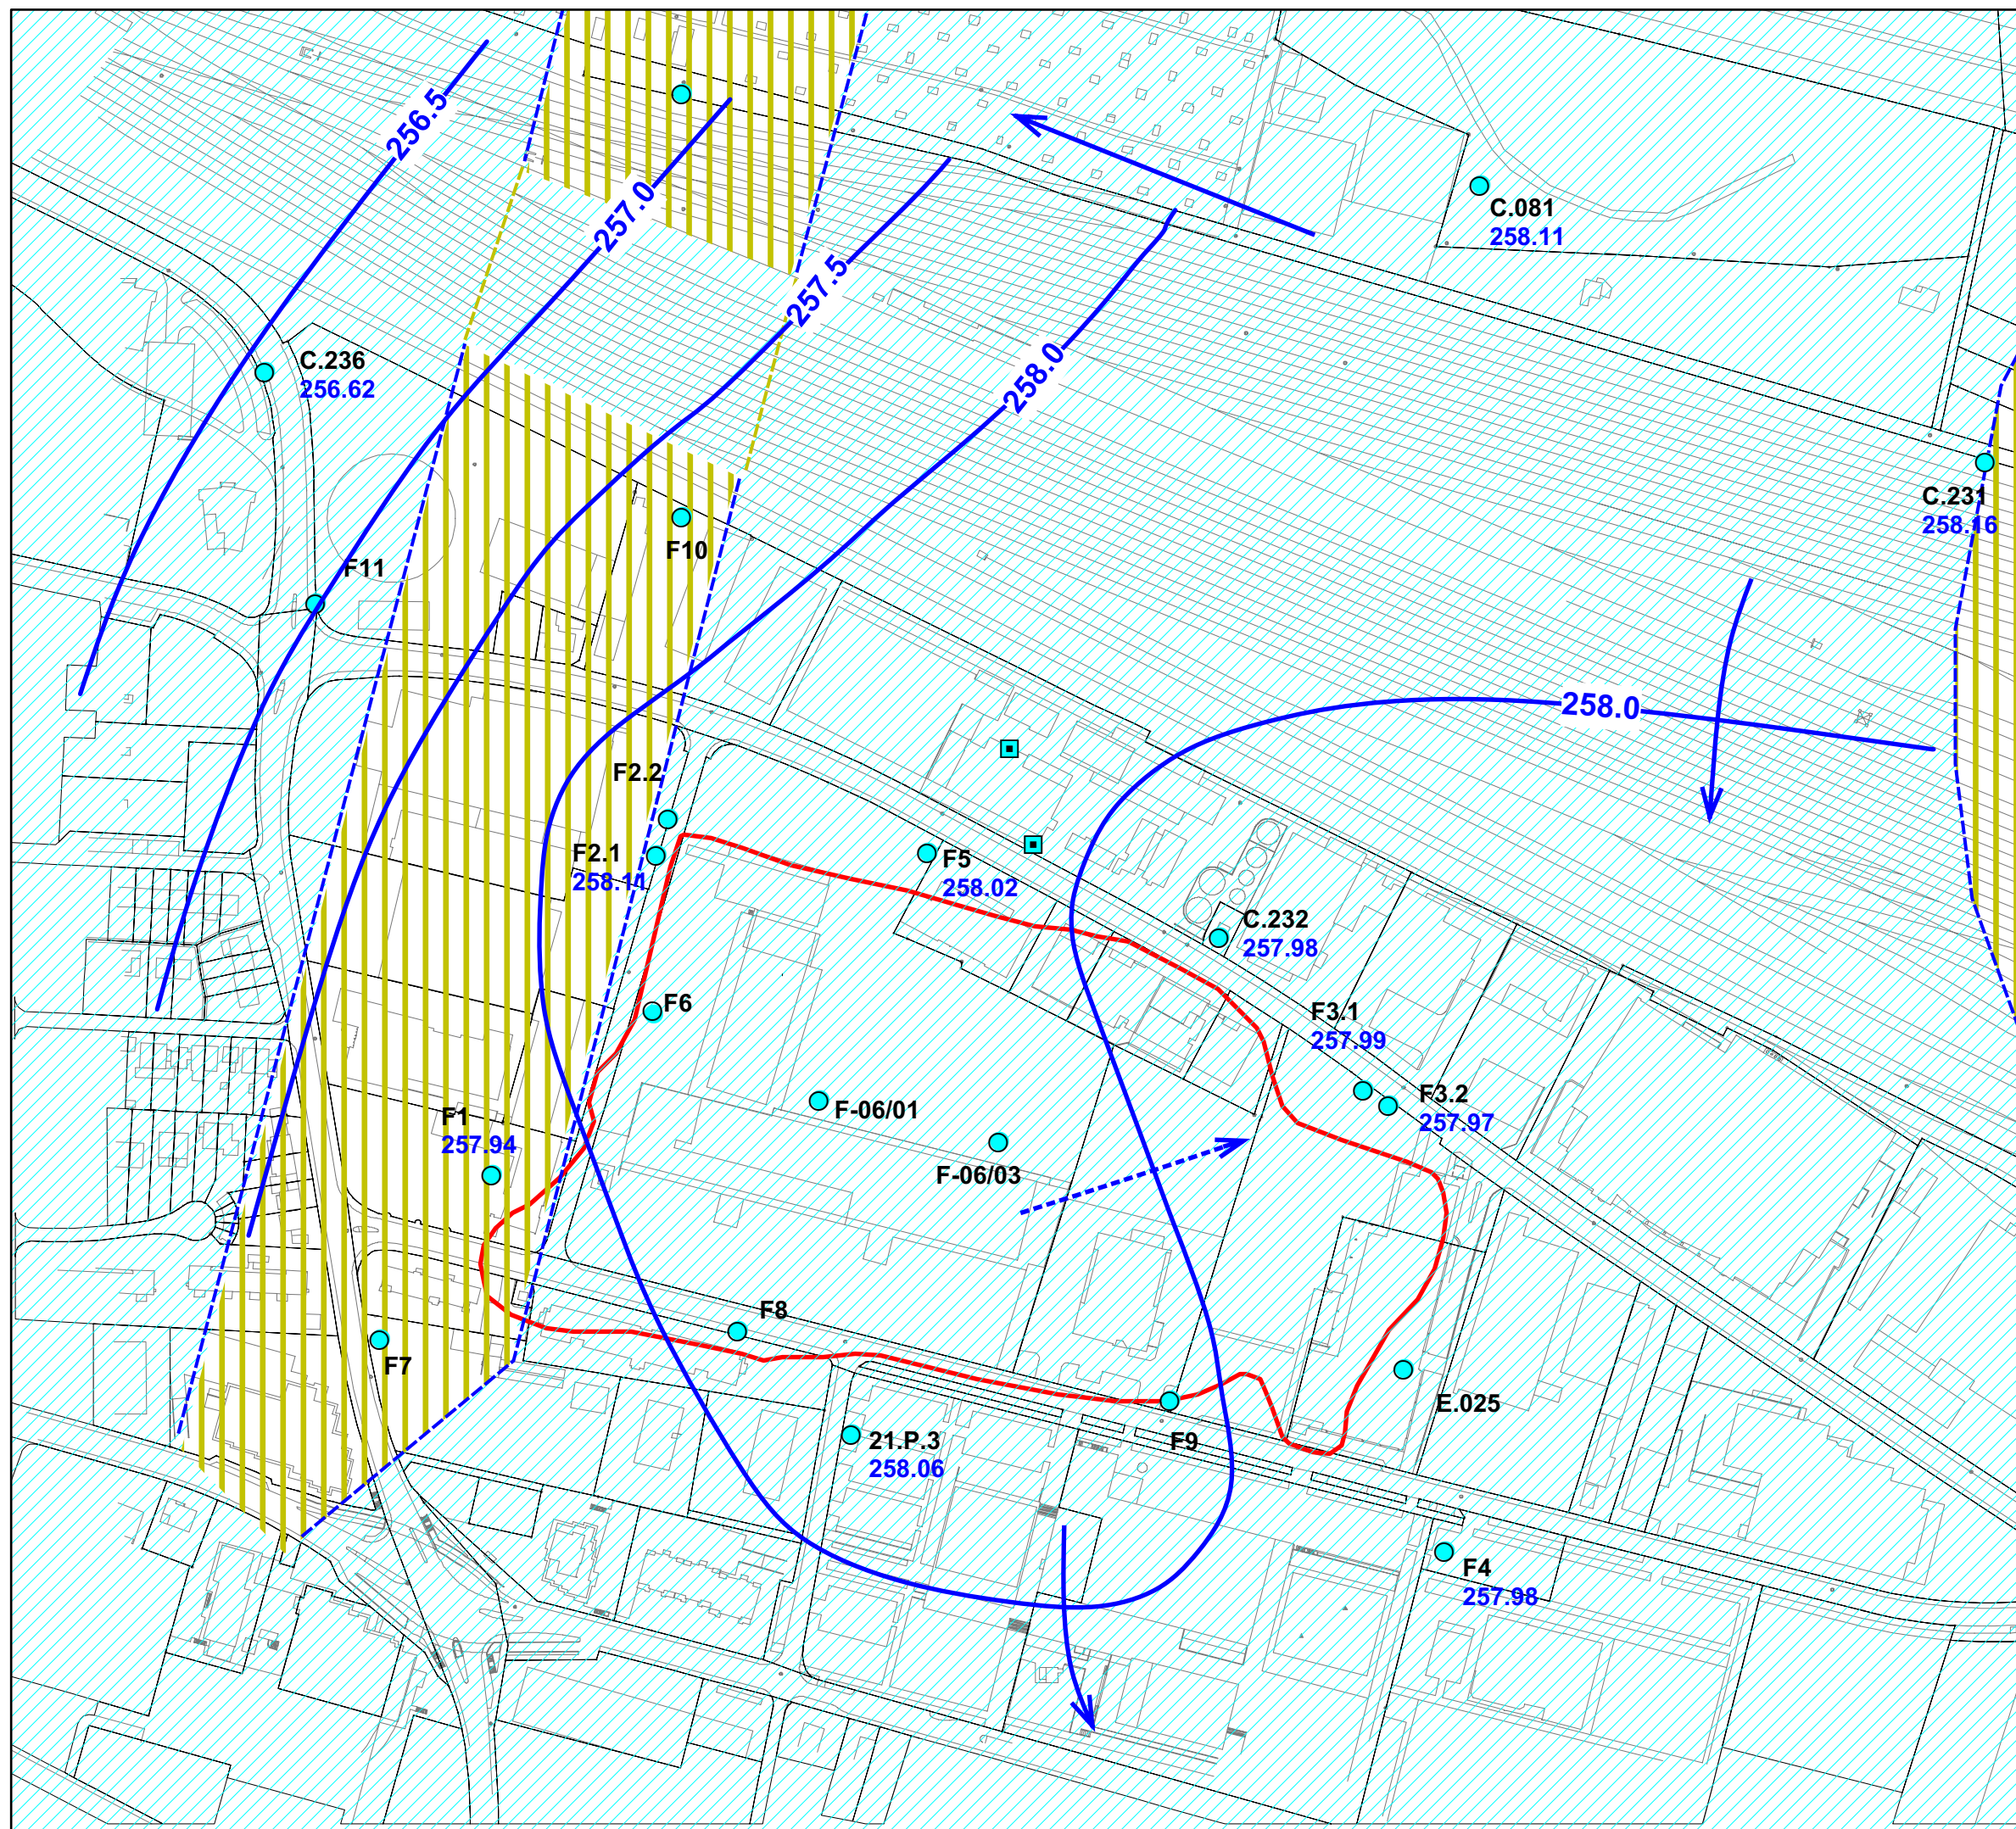 256.5
257.0
C.081
258.11
257.5
C.236
256.62
258.0
C.231
258.16
F10
F11
258.0
F2.2
F2.1
258.11
F5
258.02
C.232
257.98
F6
F3.1
257.99
F3.2
257.97
F-06/01
F1
257.94
F-06/03
F8
F7
E.025
F9
21.P.3
258.06
F4
257.98